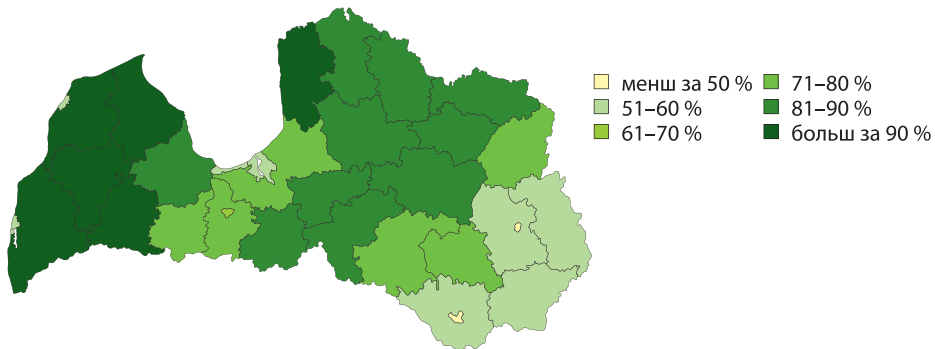 менш за 50 %
51–60 %
61–70 %
71–80 %
81–90 %
больш за 90 %